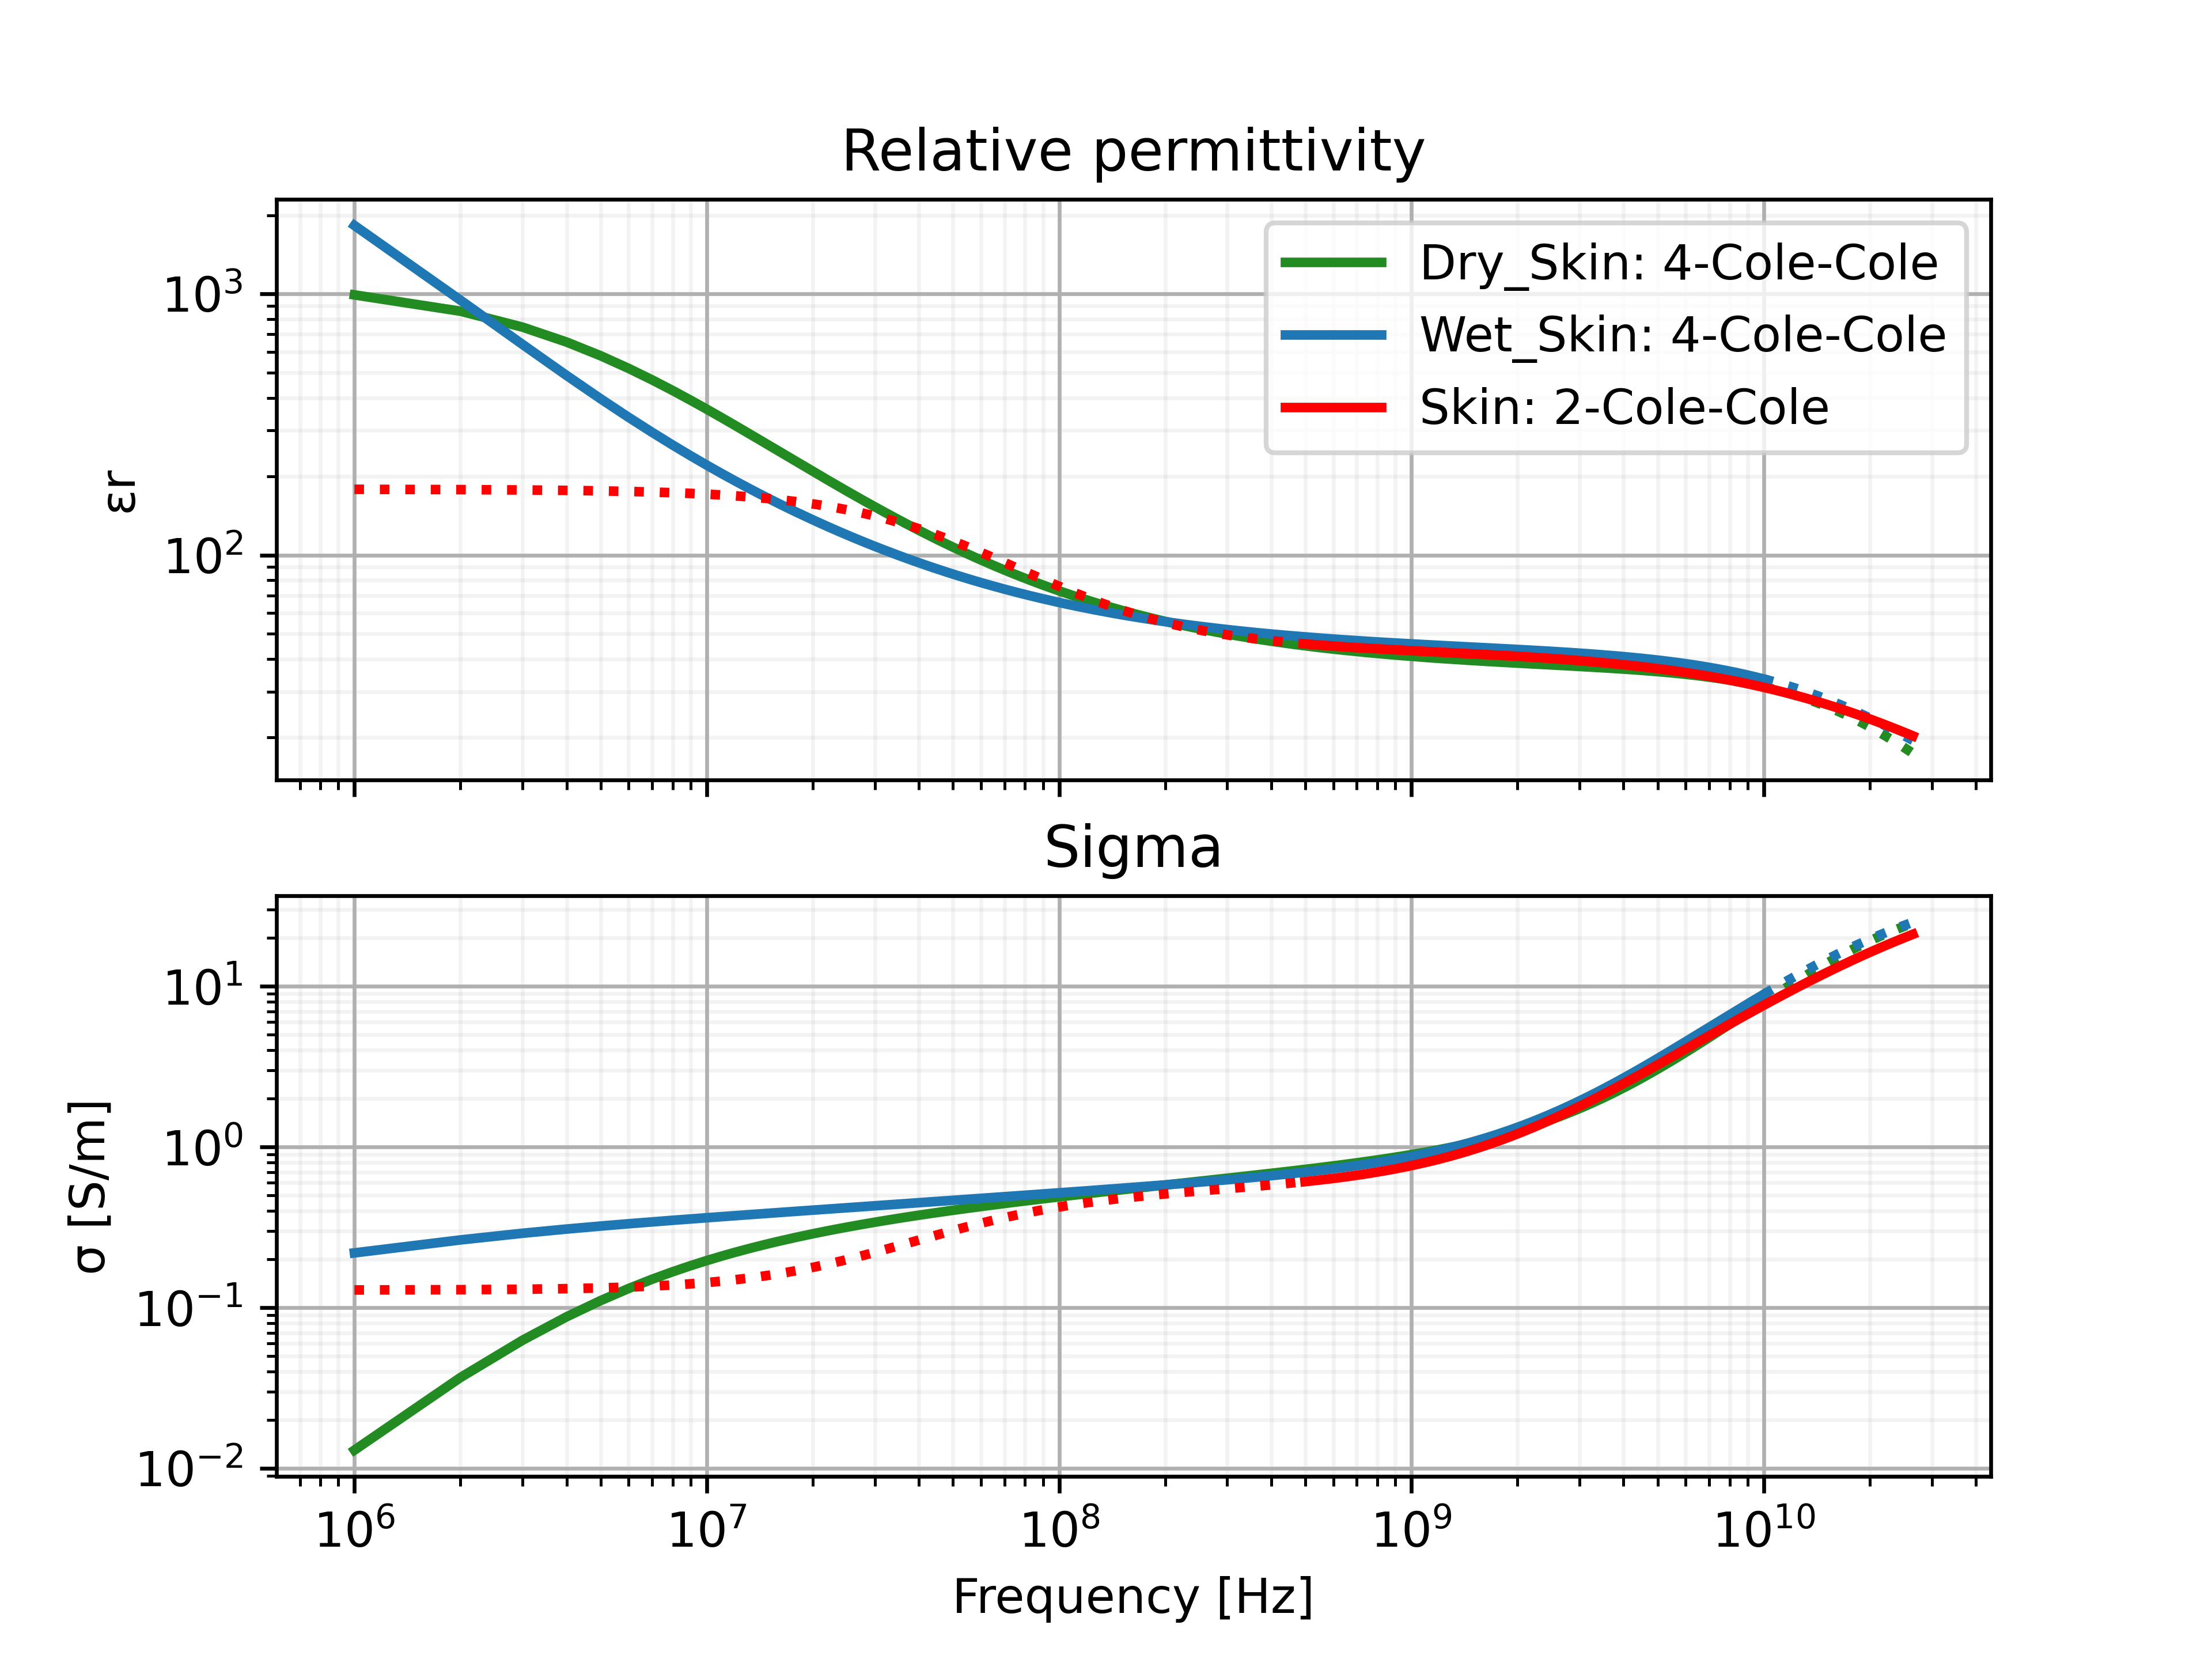 Relative permittivity
10³
10²
εr
Dry_Skin: 4-Cole-Cole
Wet_Skin: 4-Cole-Cole
Skin: 2-Cole-Cole
Sigma
10¹
10⁰
10⁻¹
10⁻²
σ [S/m]
10⁶ 10⁷ 10⁸ 10⁹ 10¹⁰
Frequency [Hz]